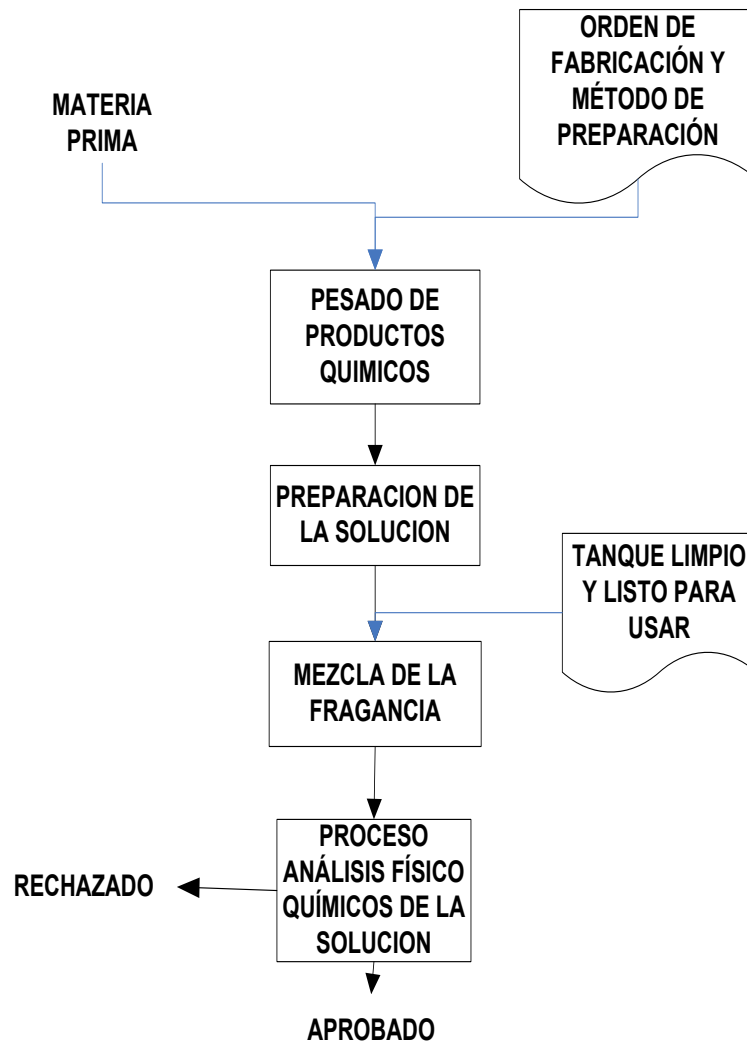 ORDEN DE
FABRICACIÓN Y
MÉTODO DE
PREPARACIÓN
MATERIA
PRIMA
PESADO DE
PRODUCTOS
QUIMICOS
PREPARACION DE
LA SOLUCION
TANQUE LIMPIO
Y LISTO PARA
USAR
MEZCLA DE LA
FRAGANCIA
PROCESO
ANÁLISIS FÍSICO
QUÍMICOS DE LA
SOLUCION
RECHAZADO
APROBADO